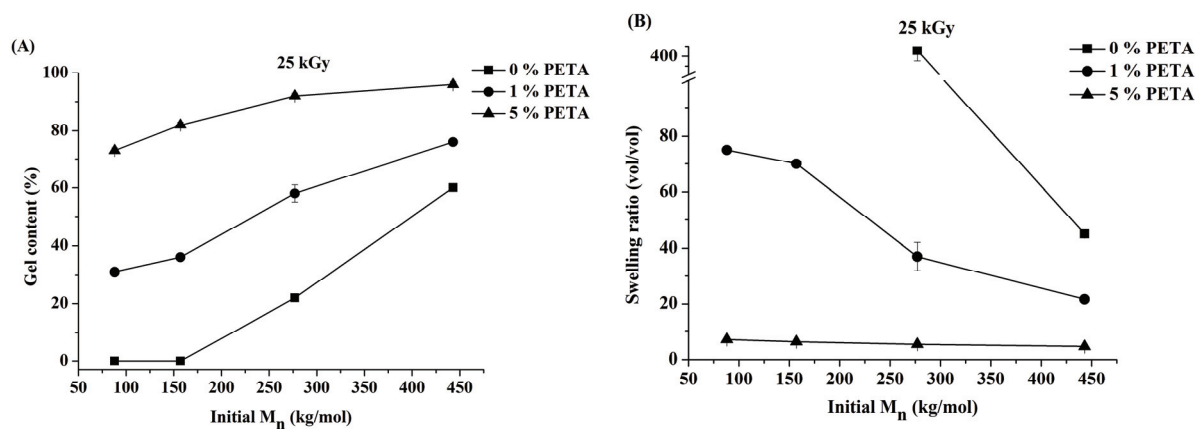 (A)
25 kGy
0 % PETA
1 % PETA
5 % PETA
100
80
60
40
20
0
Gel content (%)
50 100 150 200 250 300 350 400 450
Initial Mn (kg/mol)
(B)
25 kGy
0 % PETA
1 % PETA
5 % PETA
400
80
60
40
20
0
Swelling ratio (vol/vol)
50 100 150 200 250 300 350 400 450
Initial Mn (kg/mol)